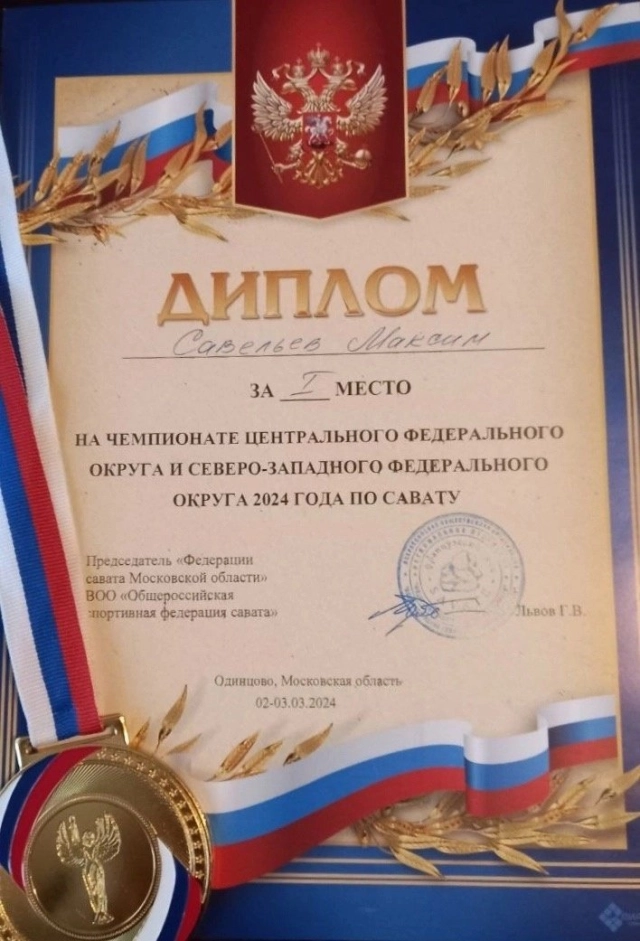 ДИПЛОМ
Савельев Максим
ЗА I МЕСТО
НА ЧЕМПИОНАТЕ ЦЕНТРАЛЬНОГО ФЕДЕРАЛЬНОГО
ОКРУГА И СЕВЕРО-ЗАПАДНОГО ФЕДЕРАЛЬНОГО
ОКРУГА 2024 ГОДА ПО САВАТУ
Председатель «Федерации
савата Московской области»
ВОО «Общероссийская
спортивная федерация савата»
Львов Г.В.
Одинцово, Московская область
02-03.03.2024